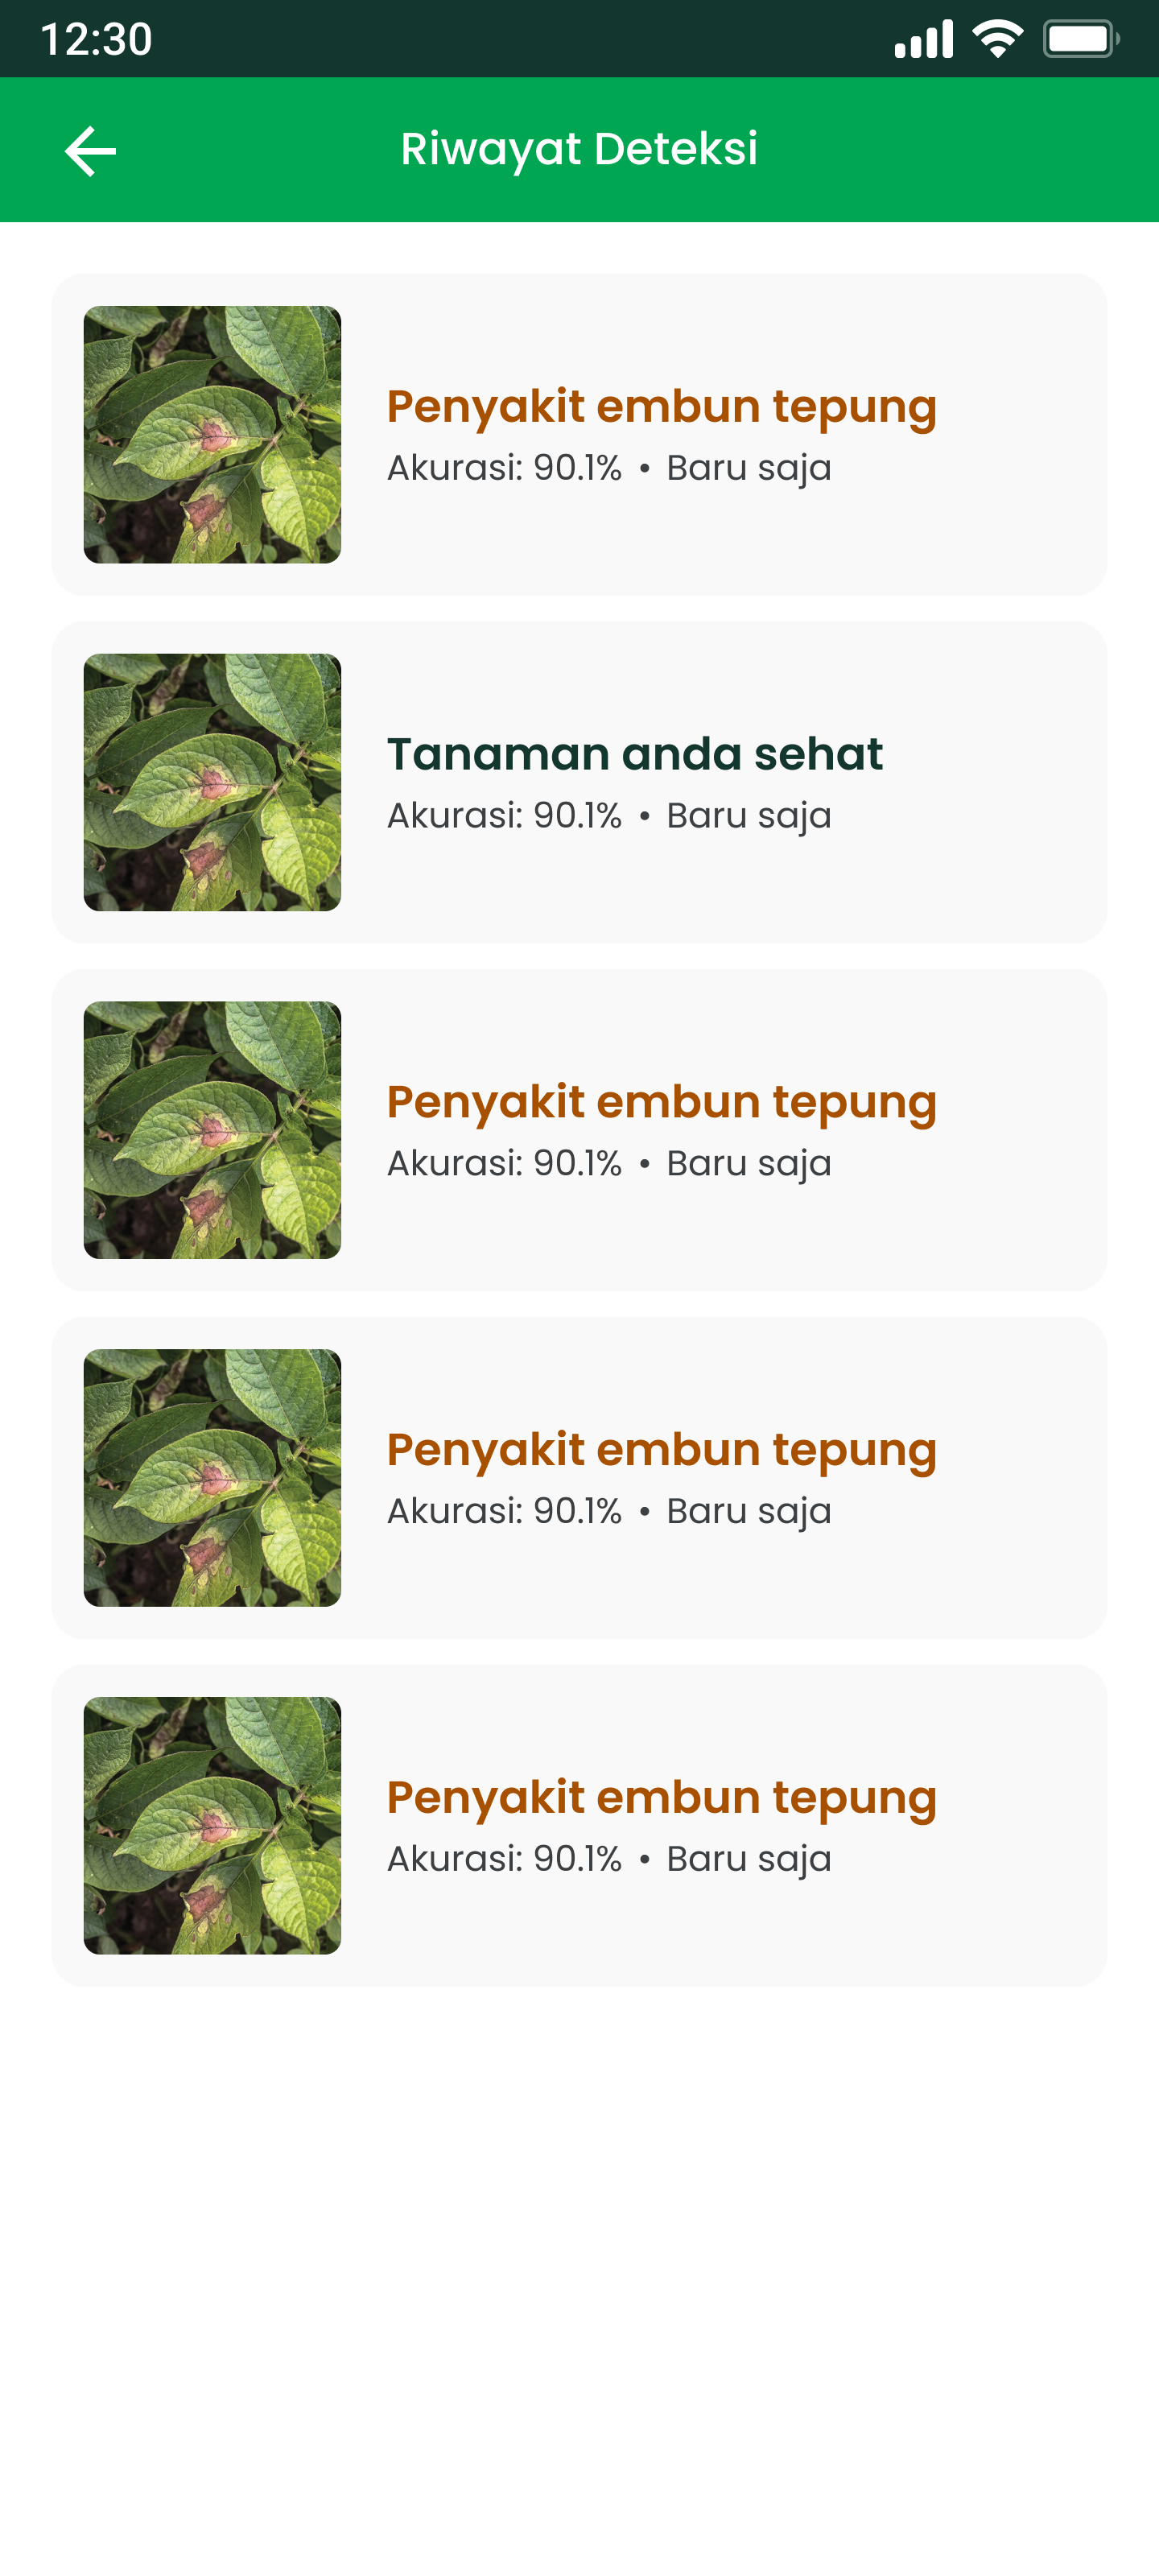 12:30
Riwayat Deteksi
Penyakit embun tepung
Akurasi: 90.1% • Baru saja
Tanaman anda sehat
Akurasi: 90.1% • Baru saja
Penyakit embun tepung
Akurasi: 90.1% • Baru saja
Penyakit embun tepung
Akurasi: 90.1% • Baru saja
Penyakit embun tepung
Akurasi: 90.1% • Baru saja